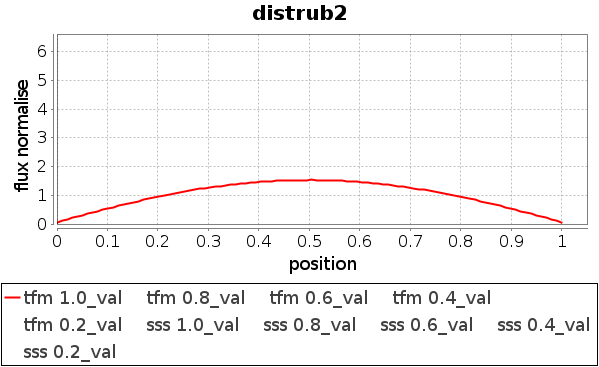 distrub2
flux normalise
6
5
4
3
2
1
0
0 0.1 0.2 0.3 0.4 0.5 0.6 0.7 0.8 0.9 1
position
tfm 1.0_val tfm 0.8_val tfm 0.6_val tfm 0.4_val
tfm 0.2_val sss 1.0_val sss 0.8_val sss 0.6_val sss 0.4_val
sss 0.2_val